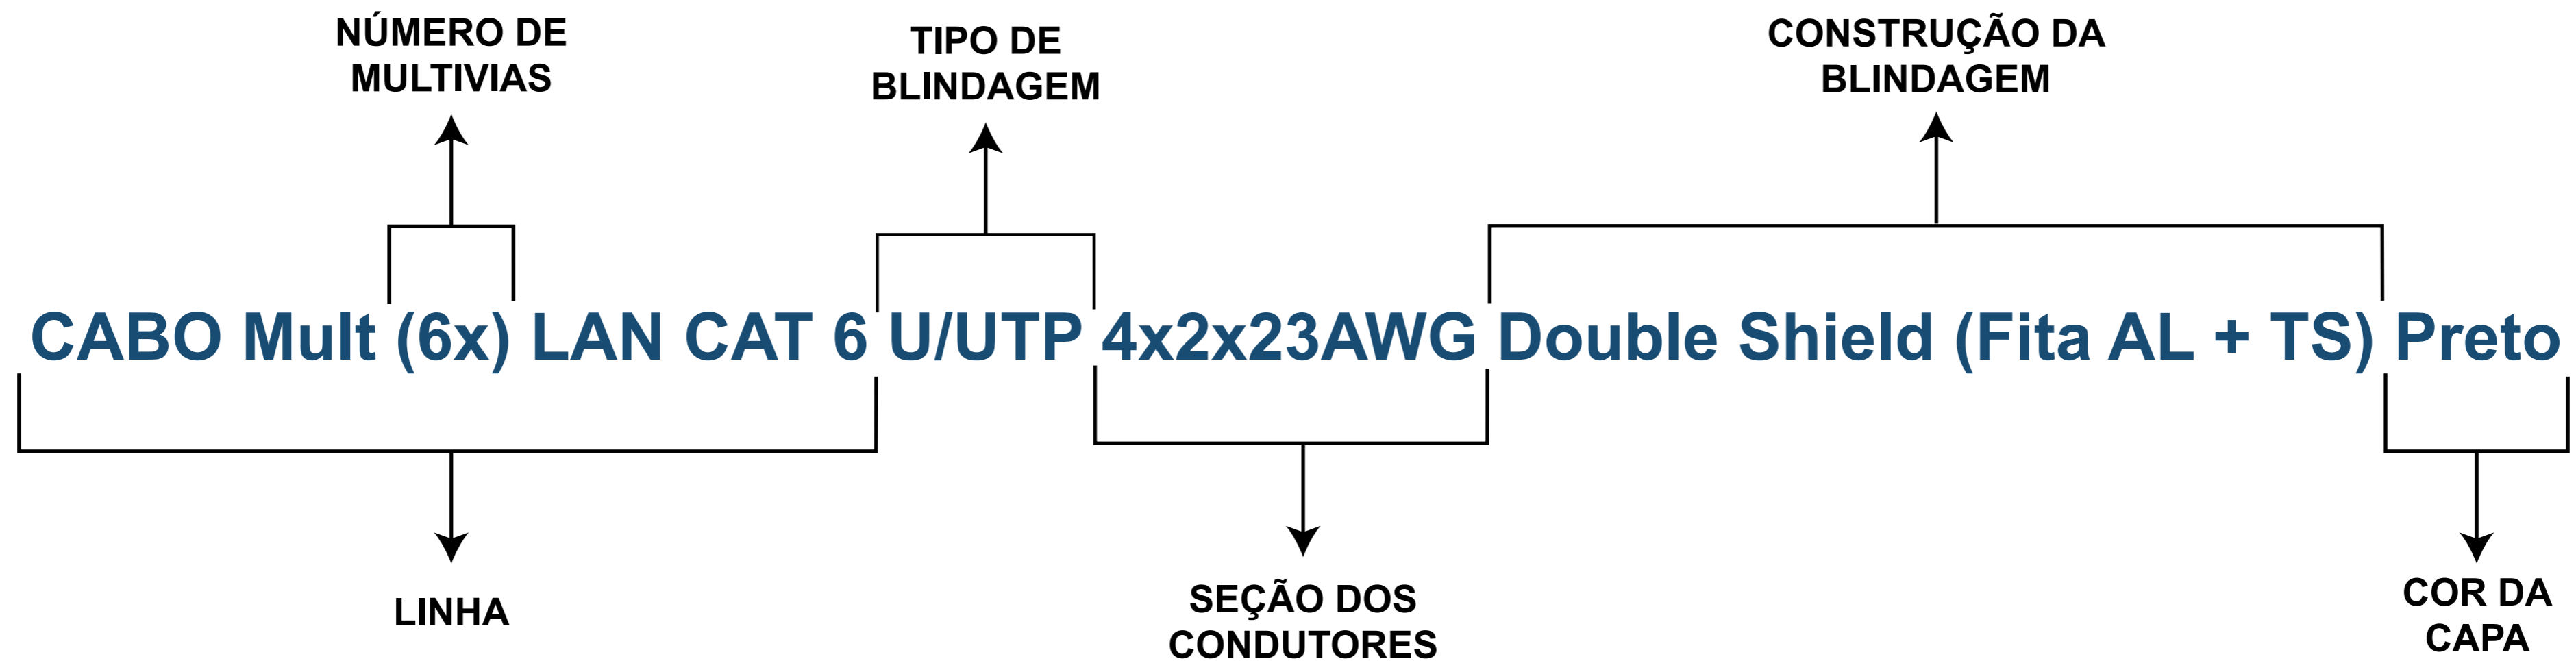 NÚMERO DE
MULTIVIAS
TIPO DE
BLINDAGEM
CONSTRUÇÃO DA
BLINDAGEM
CABO Mult (6x) LAN CAT 6 U/UTP 4x2x23AWG Double Shield (Fita AL + TS) Preto
LINHA
SEÇÃO DOS
CONDUTORES
COR DA
CAPA